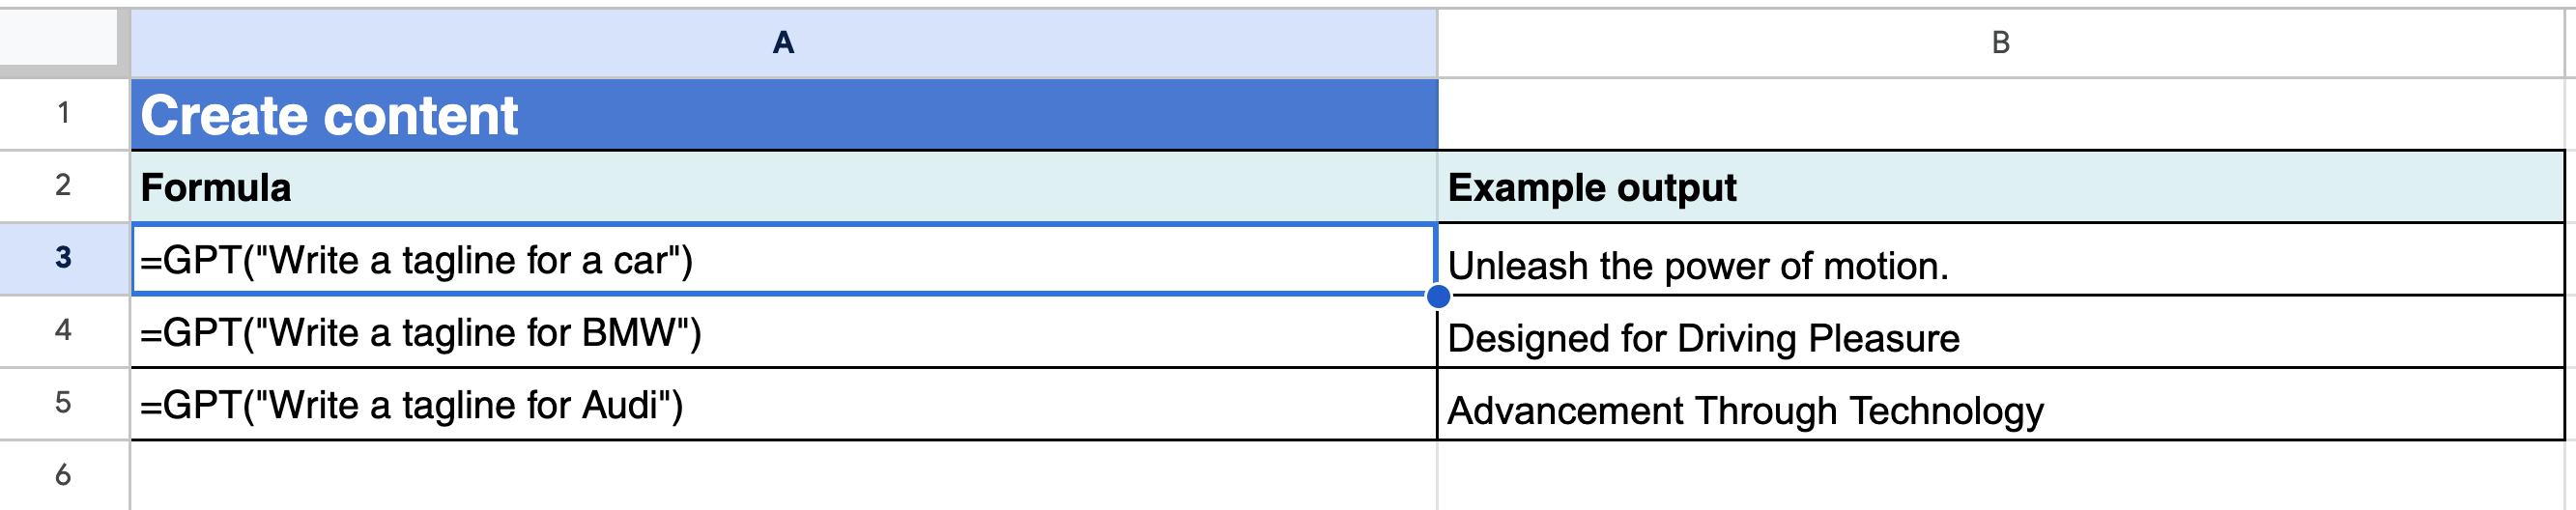 A B
1 Create content
2 Formula Example output
3 =GPT("Write a tagline for a car") Unleash the power of motion.
4 =GPT("Write a tagline for BMW") Designed for Driving Pleasure
5 =GPT("Write a tagline for Audi") Advancement Through Technology
6